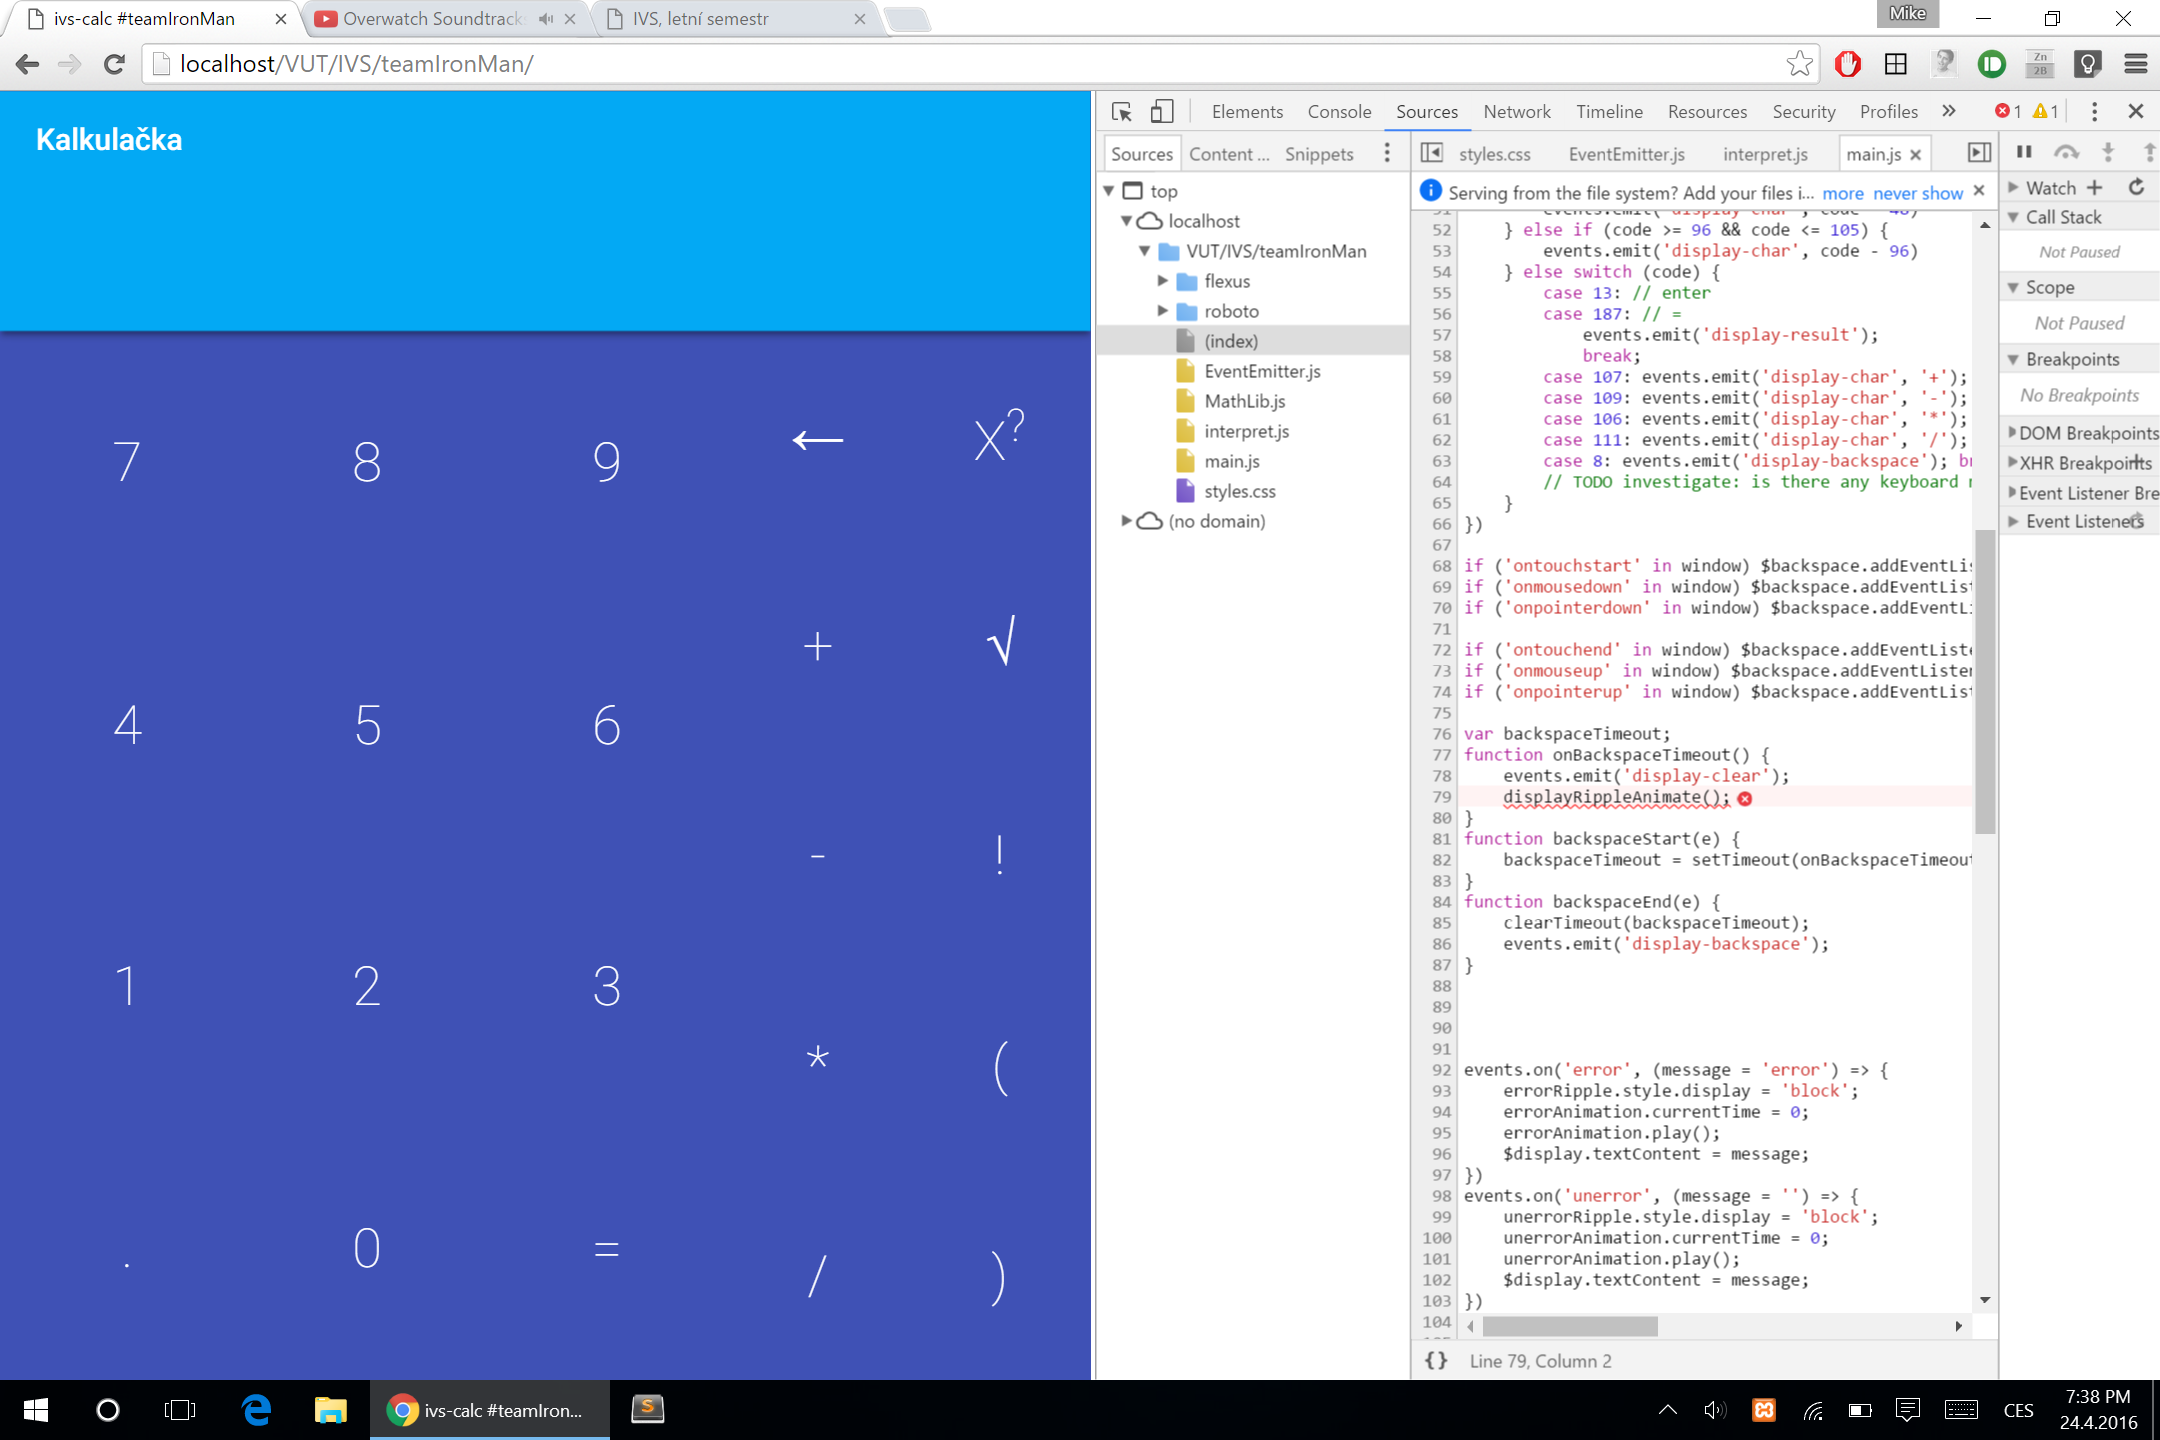 ivs-calc #teamIronMan
Overwatch Soundtrack
IVS, letní semestr
Mike
localhost/VUT/IVS/teamIronMan/
Zn
2B
Kalkulačka
7 8 9 ← X?
+ √
4 5 6
- !
1 2 3
* (
. 0 =
/ )
Elements Console Sources Network Timeline Resources Security Profiles » 1 1
Sources Content ... Snippets
styles.css EventEmitter.js interpret.js main.js
Serving from the file system? Add your files i... more never show
top
localhost
VUT/IVS/teamIronMan
flexus
roboto
(index)
EventEmitter.js
MathLib.js
interpret.js
main.js
styles.css
(no domain)
51 events.emit('display-char', code - 48)
52 } else if (code >= 96 && code <= 105) {
53 events.emit('display-char', code - 96)
54 } else switch (code) {
55 case 13: // enter
56 case 187: // =
57 events.emit('display-result');
58 break;
59 case 107: events.emit('display-char', '+');
60 case 109: events.emit('display-char', '-');
61 case 106: events.emit('display-char', '*');
62 case 111: events.emit('display-char', '/');
63 case 8: events.emit('display-backspace'); b
64 // TODO investigate: is there any keyboard
65 }
66 })
67
68 if ('ontouchstart' in window) $backspace.addEventLis
69 if ('onmousedown' in window) $backspace.addEventList
70 if ('onpointerdown' in window) $backspace.addEventL
71
72 if ('ontouchend' in window) $backspace.addEventListe
73 if ('onmouseup' in window) $backspace.addEventListen
74 if ('onpointerup' in window) $backspace.addEventList
75
76 var backspaceTimeout;
77 function onBackspaceTimeout() {
78 events.emit('display-clear');
79 displayRippleAnimate();
80 }
81 function backspaceStart(e) {
82 backspaceTimeout = setTimeout(onBackspaceTimeout
83 }
84 function backspaceEnd(e) {
85 clearTimeout(backspaceTimeout);
86 events.emit('display-backspace');
87 }
88
89
90
91
92 events.on('error', (message = 'error') => {
93 errorRipple.style.display = 'block';
94 errorAnimation.currentTime = 0;
95 errorAnimation.play();
96 $display.textContent = message;
97 })
98 events.on('unerror', (message = '') => {
99 unerrorRipple.style.display = 'block';
100 unerrorAnimation.currentTime = 0;
101 unerrorAnimation.play();
102 $display.textContent = message;
103 })
104
{} Line 79, Column 2
Watch
Call Stack
Not Paused
Scope
Not Paused
Breakpoints
No Breakpoints
DOM Breakpoints
XHR Breakpoints
Event Listener Bre
Event Listeners
ivs-calc #teamIron...
S
CES
7:38 PM
24.4.2016